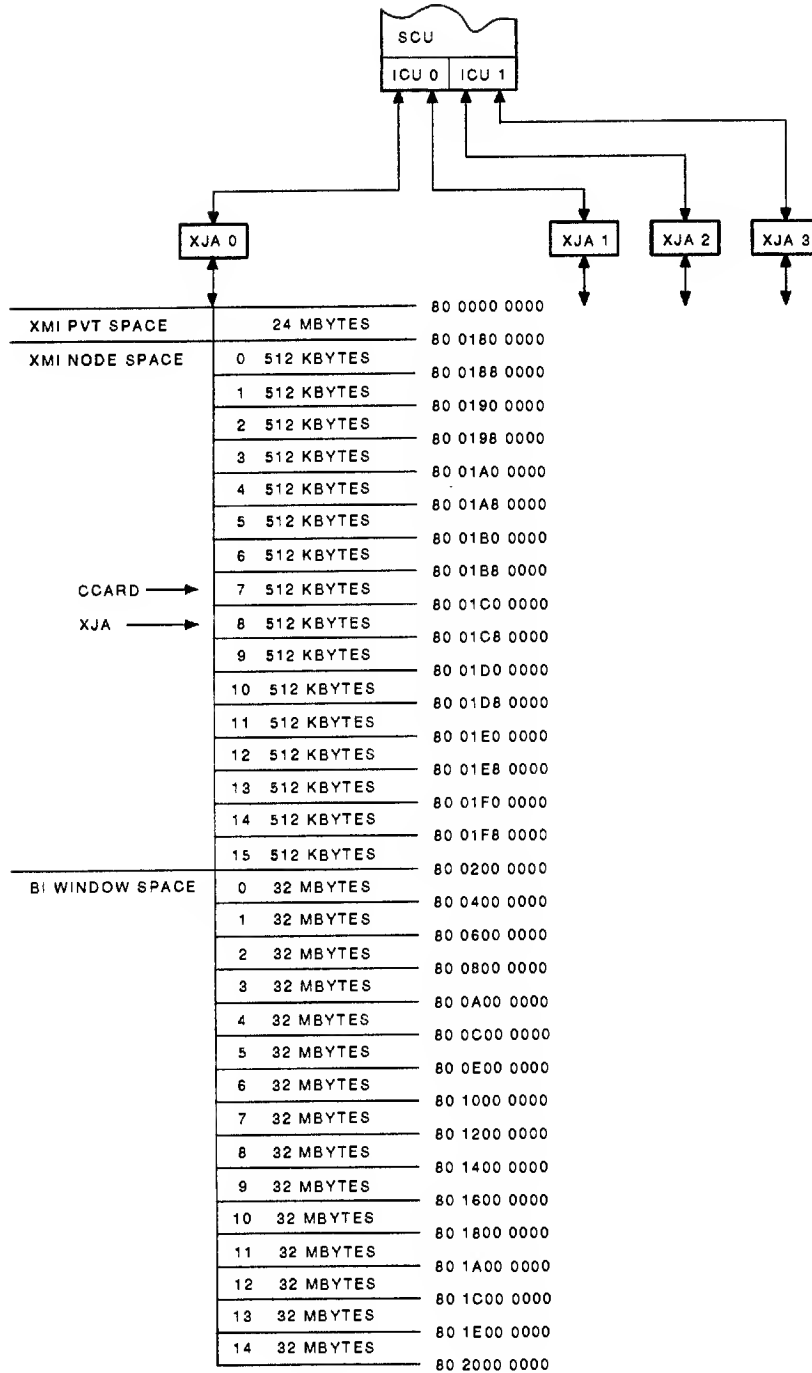 SCU
ICU 0 ICU 1
XJA 0 XJA 1 XJA 2 XJA 3
80 0000 0000
XMI PVT SPACE 24 MBYTES
80 0180 0000
XMI NODE SPACE 0 512 KBYTES
80 0188 0000
1 512 KBYTES
80 0190 0000
2 512 KBYTES
80 0198 0000
3 512 KBYTES
80 01A0 0000
4 512 KBYTES
80 01A8 0000
5 512 KBYTES
80 01B0 0000
6 512 KBYTES
80 01B8 0000
CCARD 7 512 KBYTES
80 01C0 0000
XJA 8 512 KBYTES
80 01C8 0000
9 512 KBYTES
80 01D0 0000
10 512 KBYTES
80 01D8 0000
11 512 KBYTES
80 01E0 0000
12 512 KBYTES
80 01E8 0000
13 512 KBYTES
80 01F0 0000
14 512 KBYTES
80 01F8 0000
15 512 KBYTES
80 0200 0000
BI WINDOW SPACE 0 32 MBYTES
80 0400 0000
1 32 MBYTES
80 0600 0000
2 32 MBYTES
80 0800 0000
3 32 MBYTES
80 0A00 0000
4 32 MBYTES
80 0C00 0000
5 32 MBYTES
80 0E00 0000
6 32 MBYTES
80 1000 0000
7 32 MBYTES
80 1200 0000
8 32 MBYTES
80 1400 0000
9 32 MBYTES
80 1600 0000
10 32 MBYTES
80 1800 0000
11 32 MBYTES
80 1A00 0000
12 32 MBYTES
80 1C00 0000
13 32 MBYTES
80 1E00 0000
14 32 MBYTES
80 2000 0000